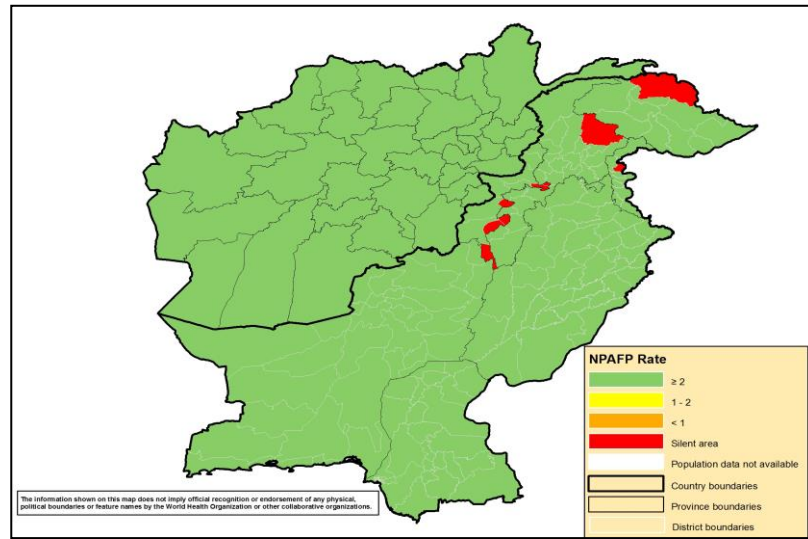 NPAFP Rate
≥ 2
1 - 2
< 1
Silent area
Population data not available
Country boundaries
Province boundaries
District boundaries
The information shown on this map does not imply official recognition or endorsement of any physical,
political boundaries or feature names by the World Health Organization or other collaborative organizations.